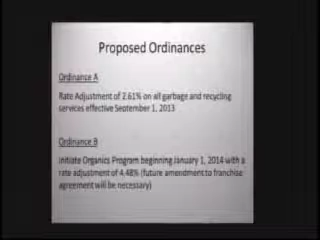 Proposed Ordinances
Ordinance A
Rate Adjustment of 2.61% on all garbage and recycling
services effective September 1, 2013
Ordinance B
Initiate Organics Program beginning January 1, 2014 with a
rate adjustment of 4.48% (future amendment to franchise
agreement will be necessary)